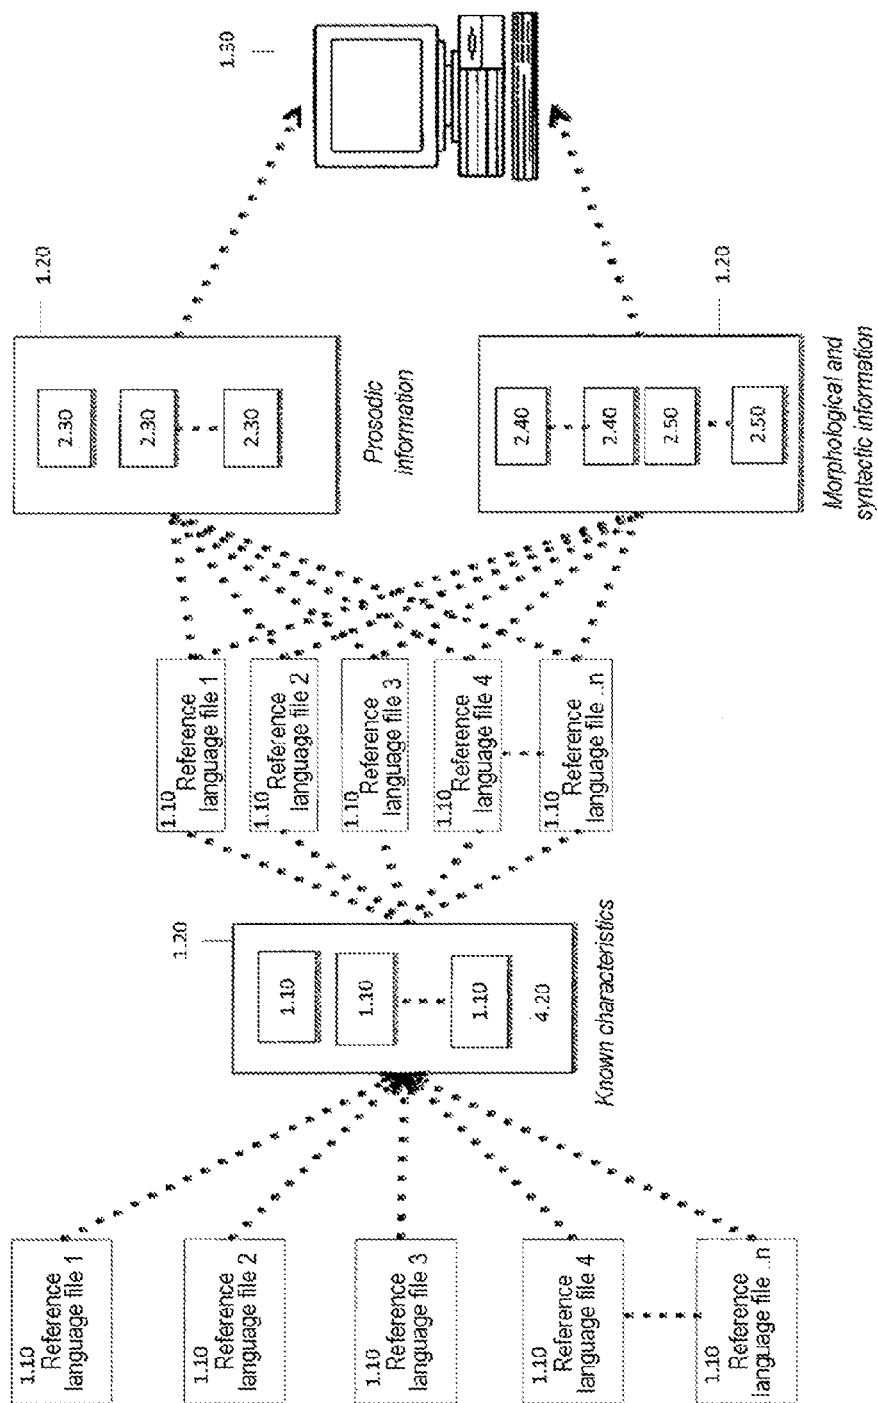 1.10
Reference
language file 1
1.10
Reference
language file 2
1.10
Reference
language file 3
1.10
Reference
language file 4
1.10
Reference
language file .n
1.20
1.10
1.10
1.10
4.20
Known characteristics
1.10
Reference
language file 1
1.10
Reference
language file 2
1.10
Reference
language file 3
1.10
Reference
language file 4
1.10
Reference
language file .n
1.20
2.30
2.30
2.30
Prosodic
information
1.20
2.40
2.40
2.50
2.50
Morphological and
syntactic information
1.30